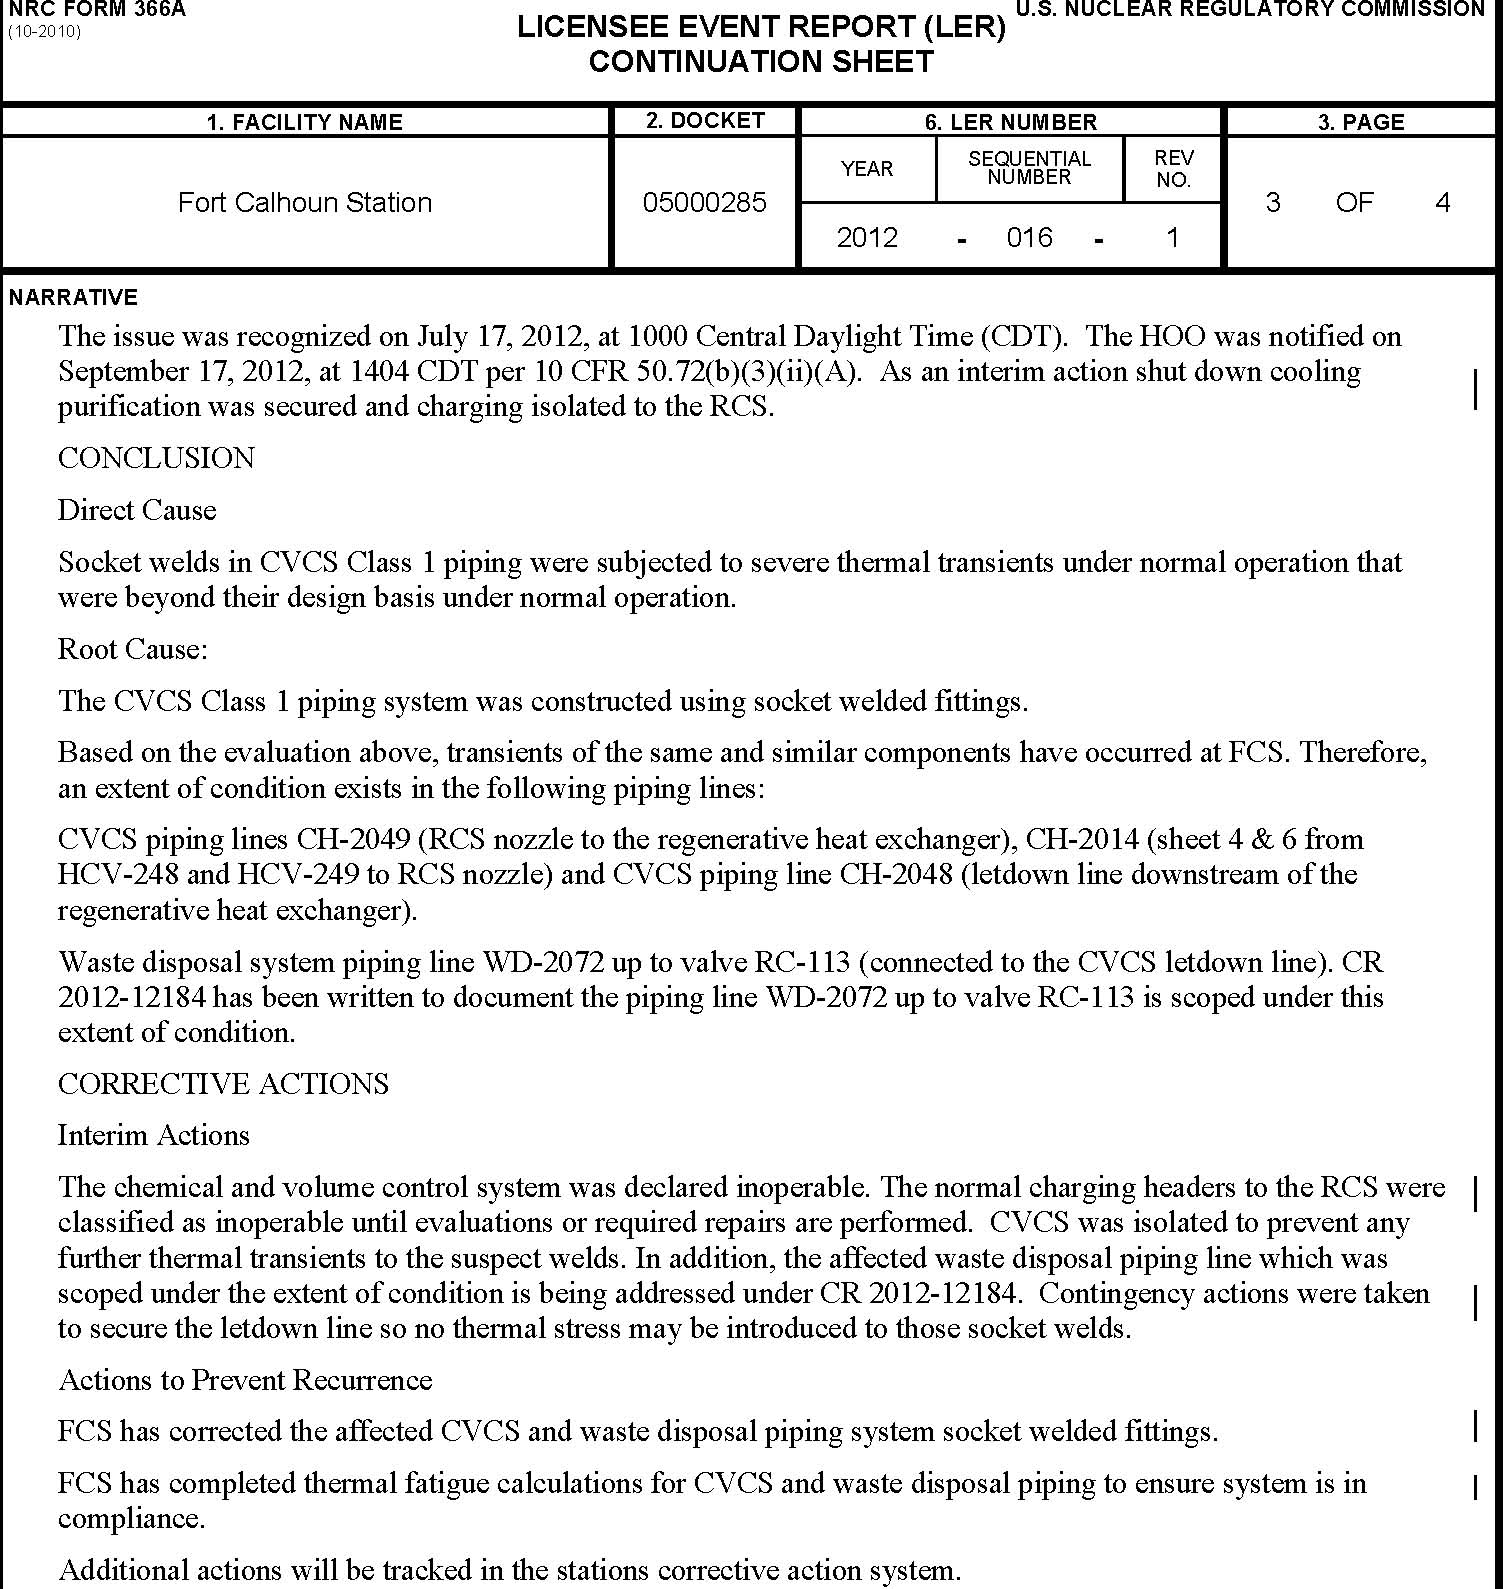 NRC FORM 366A
(10-2010)
U.S. NUCLEAR REGULATORY COMMISSION
LICENSEE EVENT REPORT (LER)
CONTINUATION SHEET
1. FACILITY NAME
2. DOCKET
6. LER NUMBER
3. PAGE
Fort Calhoun Station
05000285
YEAR
SEQUENTIAL
NUMBER
REV
NO.
2012 - 016 - 1
3 OF 4
NARRATIVE
The issue was recognized on July 17, 2012, at 1000 Central Daylight Time (CDT).  The HOO was notified on
September 17, 2012, at 1404 CDT per 10 CFR 50.72(b)(3)(ii)(A).  As an interim action shut down cooling
purification was secured and charging isolated to the RCS.
CONCLUSION
Direct Cause
Socket welds in CVCS Class 1 piping were subjected to severe thermal transients under normal operation that
were beyond their design basis under normal operation.
Root Cause:
The CVCS Class 1 piping system was constructed using socket welded fittings.
Based on the evaluation above, transients of the same and similar components have occurred at FCS. Therefore,
an extent of condition exists in the following piping lines:
CVCS piping lines CH-2049 (RCS nozzle to the regenerative heat exchanger), CH-2014 (sheet 4 & 6 from
HCV-248 and HCV-249 to RCS nozzle) and CVCS piping line CH-2048 (letdown line downstream of the
regenerative heat exchanger).
Waste disposal system piping line WD-2072 up to valve RC-113 (connected to the CVCS letdown line). CR
2012-12184 has been written to document the piping line WD-2072 up to valve RC-113 is scoped under this
extent of condition.
CORRECTIVE ACTIONS
Interim Actions
The chemical and volume control system was declared inoperable. The normal charging headers to the RCS were
classified as inoperable until evaluations or required repairs are performed.  CVCS was isolated to prevent any
further thermal transients to the suspect welds. In addition, the affected waste disposal piping line which was
scoped under the extent of condition is being addressed under CR 2012-12184.  Contingency actions were taken
to secure the letdown line so no thermal stress may be introduced to those socket welds.
Actions to Prevent Recurrence
FCS has corrected the affected CVCS and waste disposal piping system socket welded fittings.
FCS has completed thermal fatigue calculations for CVCS and waste disposal piping to ensure system is in
compliance.
Additional actions will be tracked in the stations corrective action system.